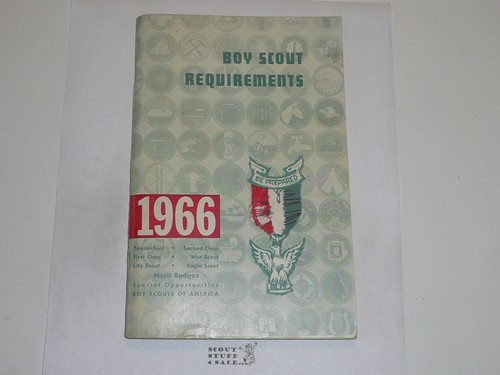 BOY SCOUT
REQUIREMENTS
BE PREPARED
1966
Tenderfoot • Second Class
First Class • Star Scout
Life Scout • Eagle Scout
Merit Badges
Special Opportunities
BOY SCOUTS OF AMERICA
SCOUT
STUFF
4 SALE...